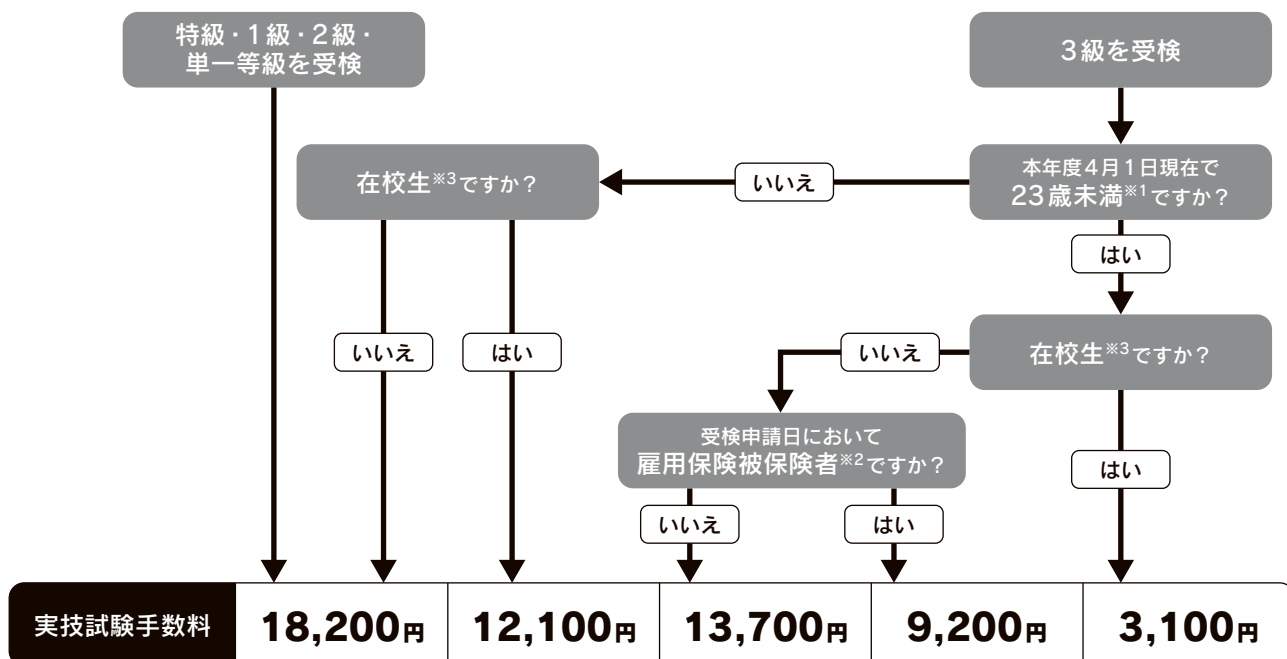 特級・1級・2級・
単一等級を受検
3級を受検
本年度4月1日現在で
23歳未満※1ですか？
いいえ
在校生※3ですか？
はい
いいえ
はい
いいえ
在校生※3ですか？
受検申請日において
雇用保険被保険者※2ですか？
はい
いいえ
はい
実技試験手数料
18,200円
12,100円
13,700円
9,200円
3,100円